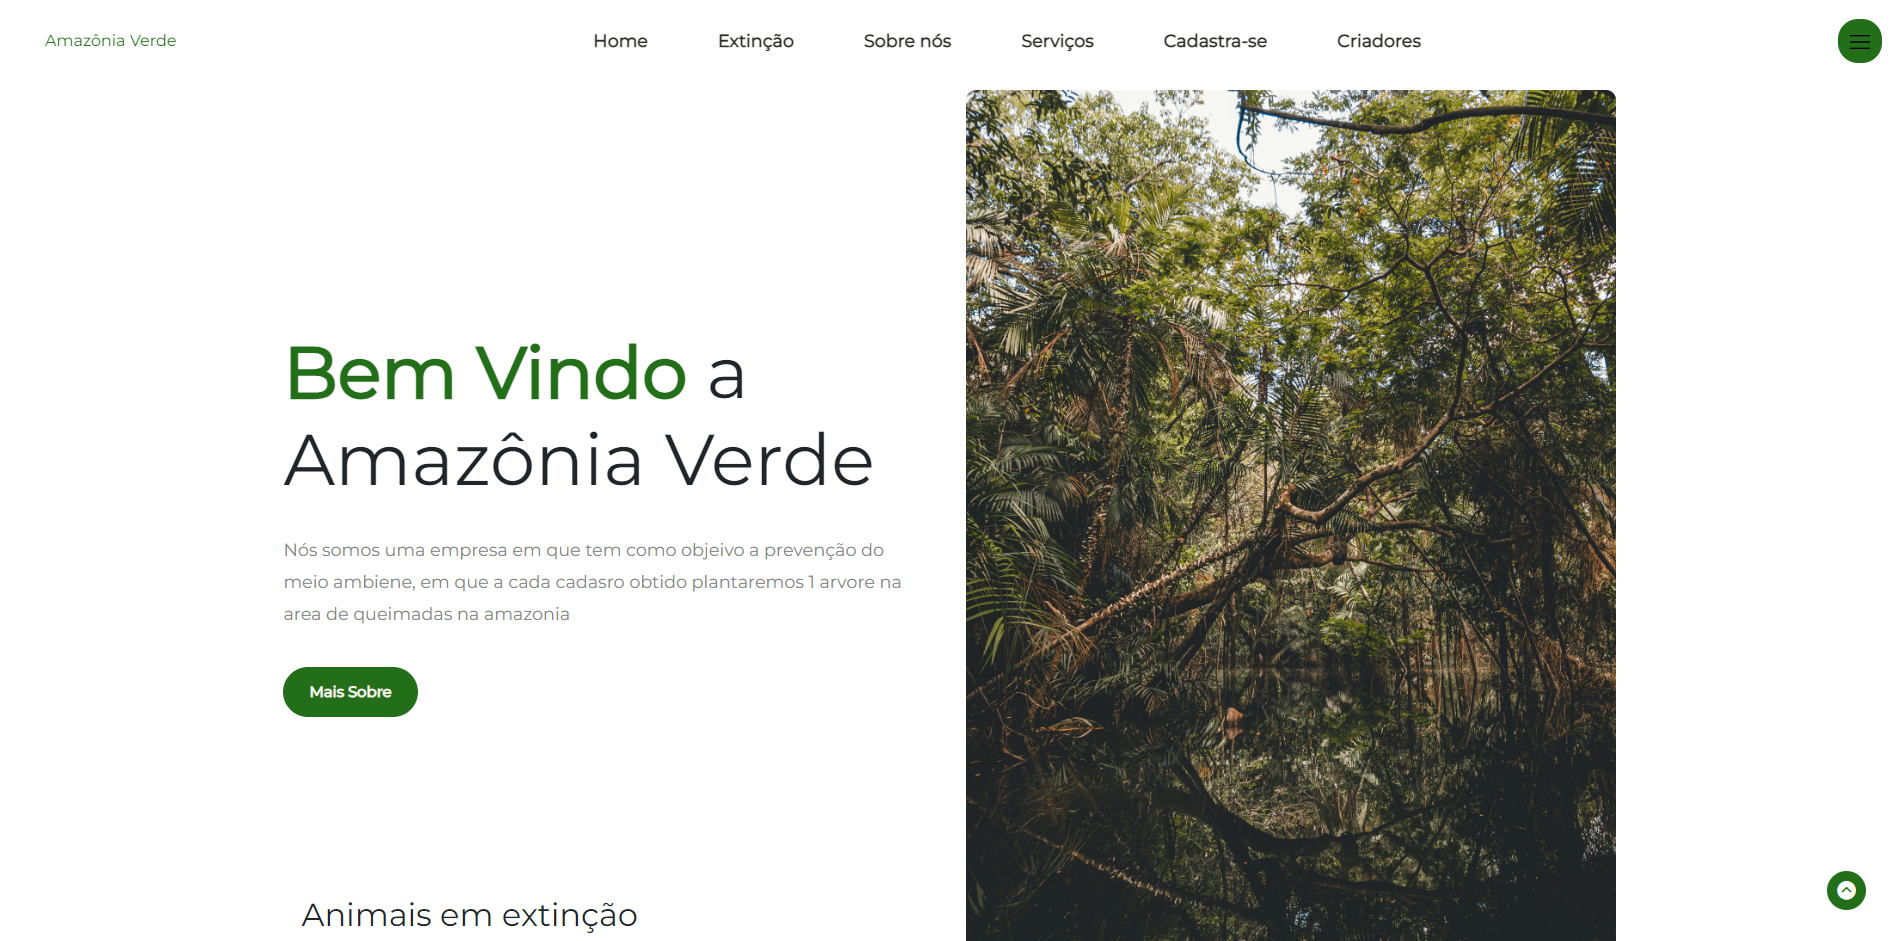 Amazônia Verde
Home
Extinção
Sobre nós
Serviços
Cadastra-se
Criadores
Bem Vindo a
Amazônia Verde
Nós somos uma empresa em que tem como objeivo a prevenção do
meio ambiene, em que a cada cadasro obtido plantaremos 1 arvore na
area de queimadas na amazonia
Mais Sobre
Animais em extinção